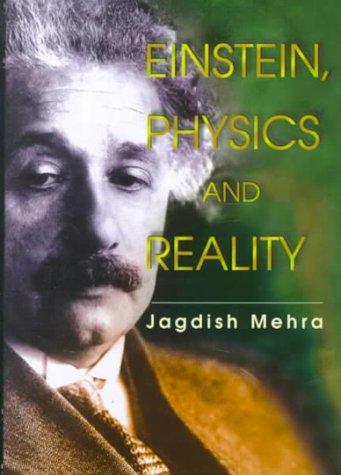 EINSTEIN,
PHYSICS
AND
REALITY
Jagdish Mehra